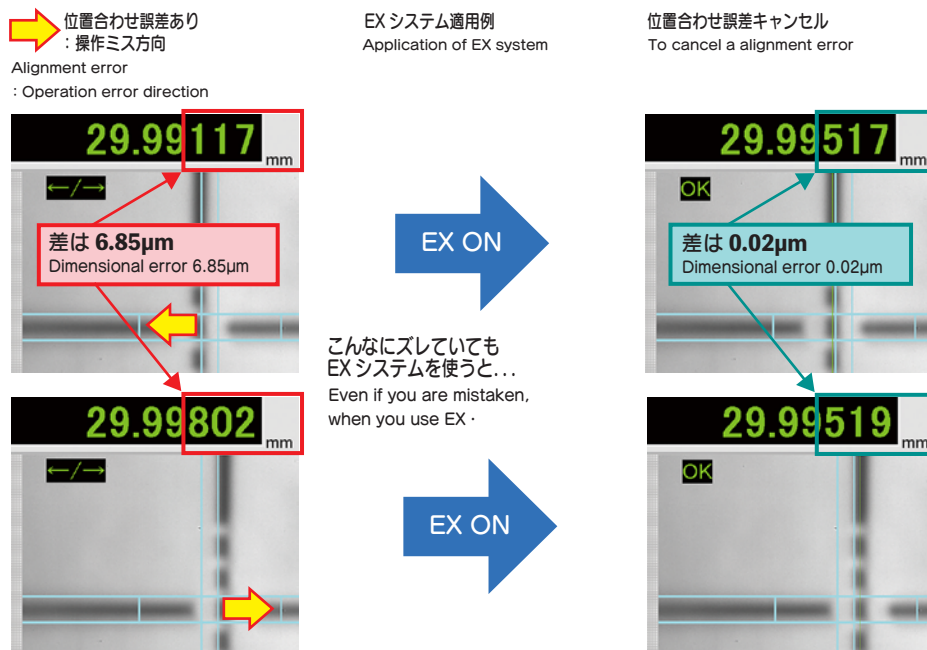 位置合わせ誤差あり
：操作ミス方向
Alignment error
：Operation error direction
EX システム適用例
Application of EX system
位置合わせ誤差キャンセル
To cancel a alignment error
29.99117 mm
←/→
差は 6.85μm
Dimensional error 6.85μm
EX ON
29.99517 mm
OK
差は 0.02μm
Dimensional error 0.02μm
こんなにズレていても
EX システムを使うと...
Even if you are mistaken,
when you use EX ·
29.99802 mm
←/→
EX ON
29.99519 mm
OK